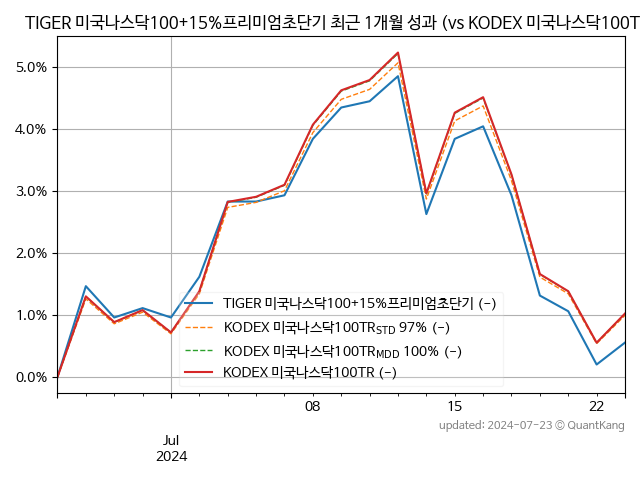 TIGER 미국나스닥100+15%프리미엄초단기 최근 1개월 성과 (vs KODEX 미국나스닥100T
5.0%
4.0%
3.0%
2.0%
1.0%
0.0%
TIGER 미국나스닥100+15%프리미엄초단기 (-)
KODEX 미국나스닥100TRSTD 97% (-)
KODEX 미국나스닥100TRMDD 100% (-)
KODEX 미국나스닥100TR (-)
08
15
22
Jul
2024
updated: 2024-07-23 © QuantKang